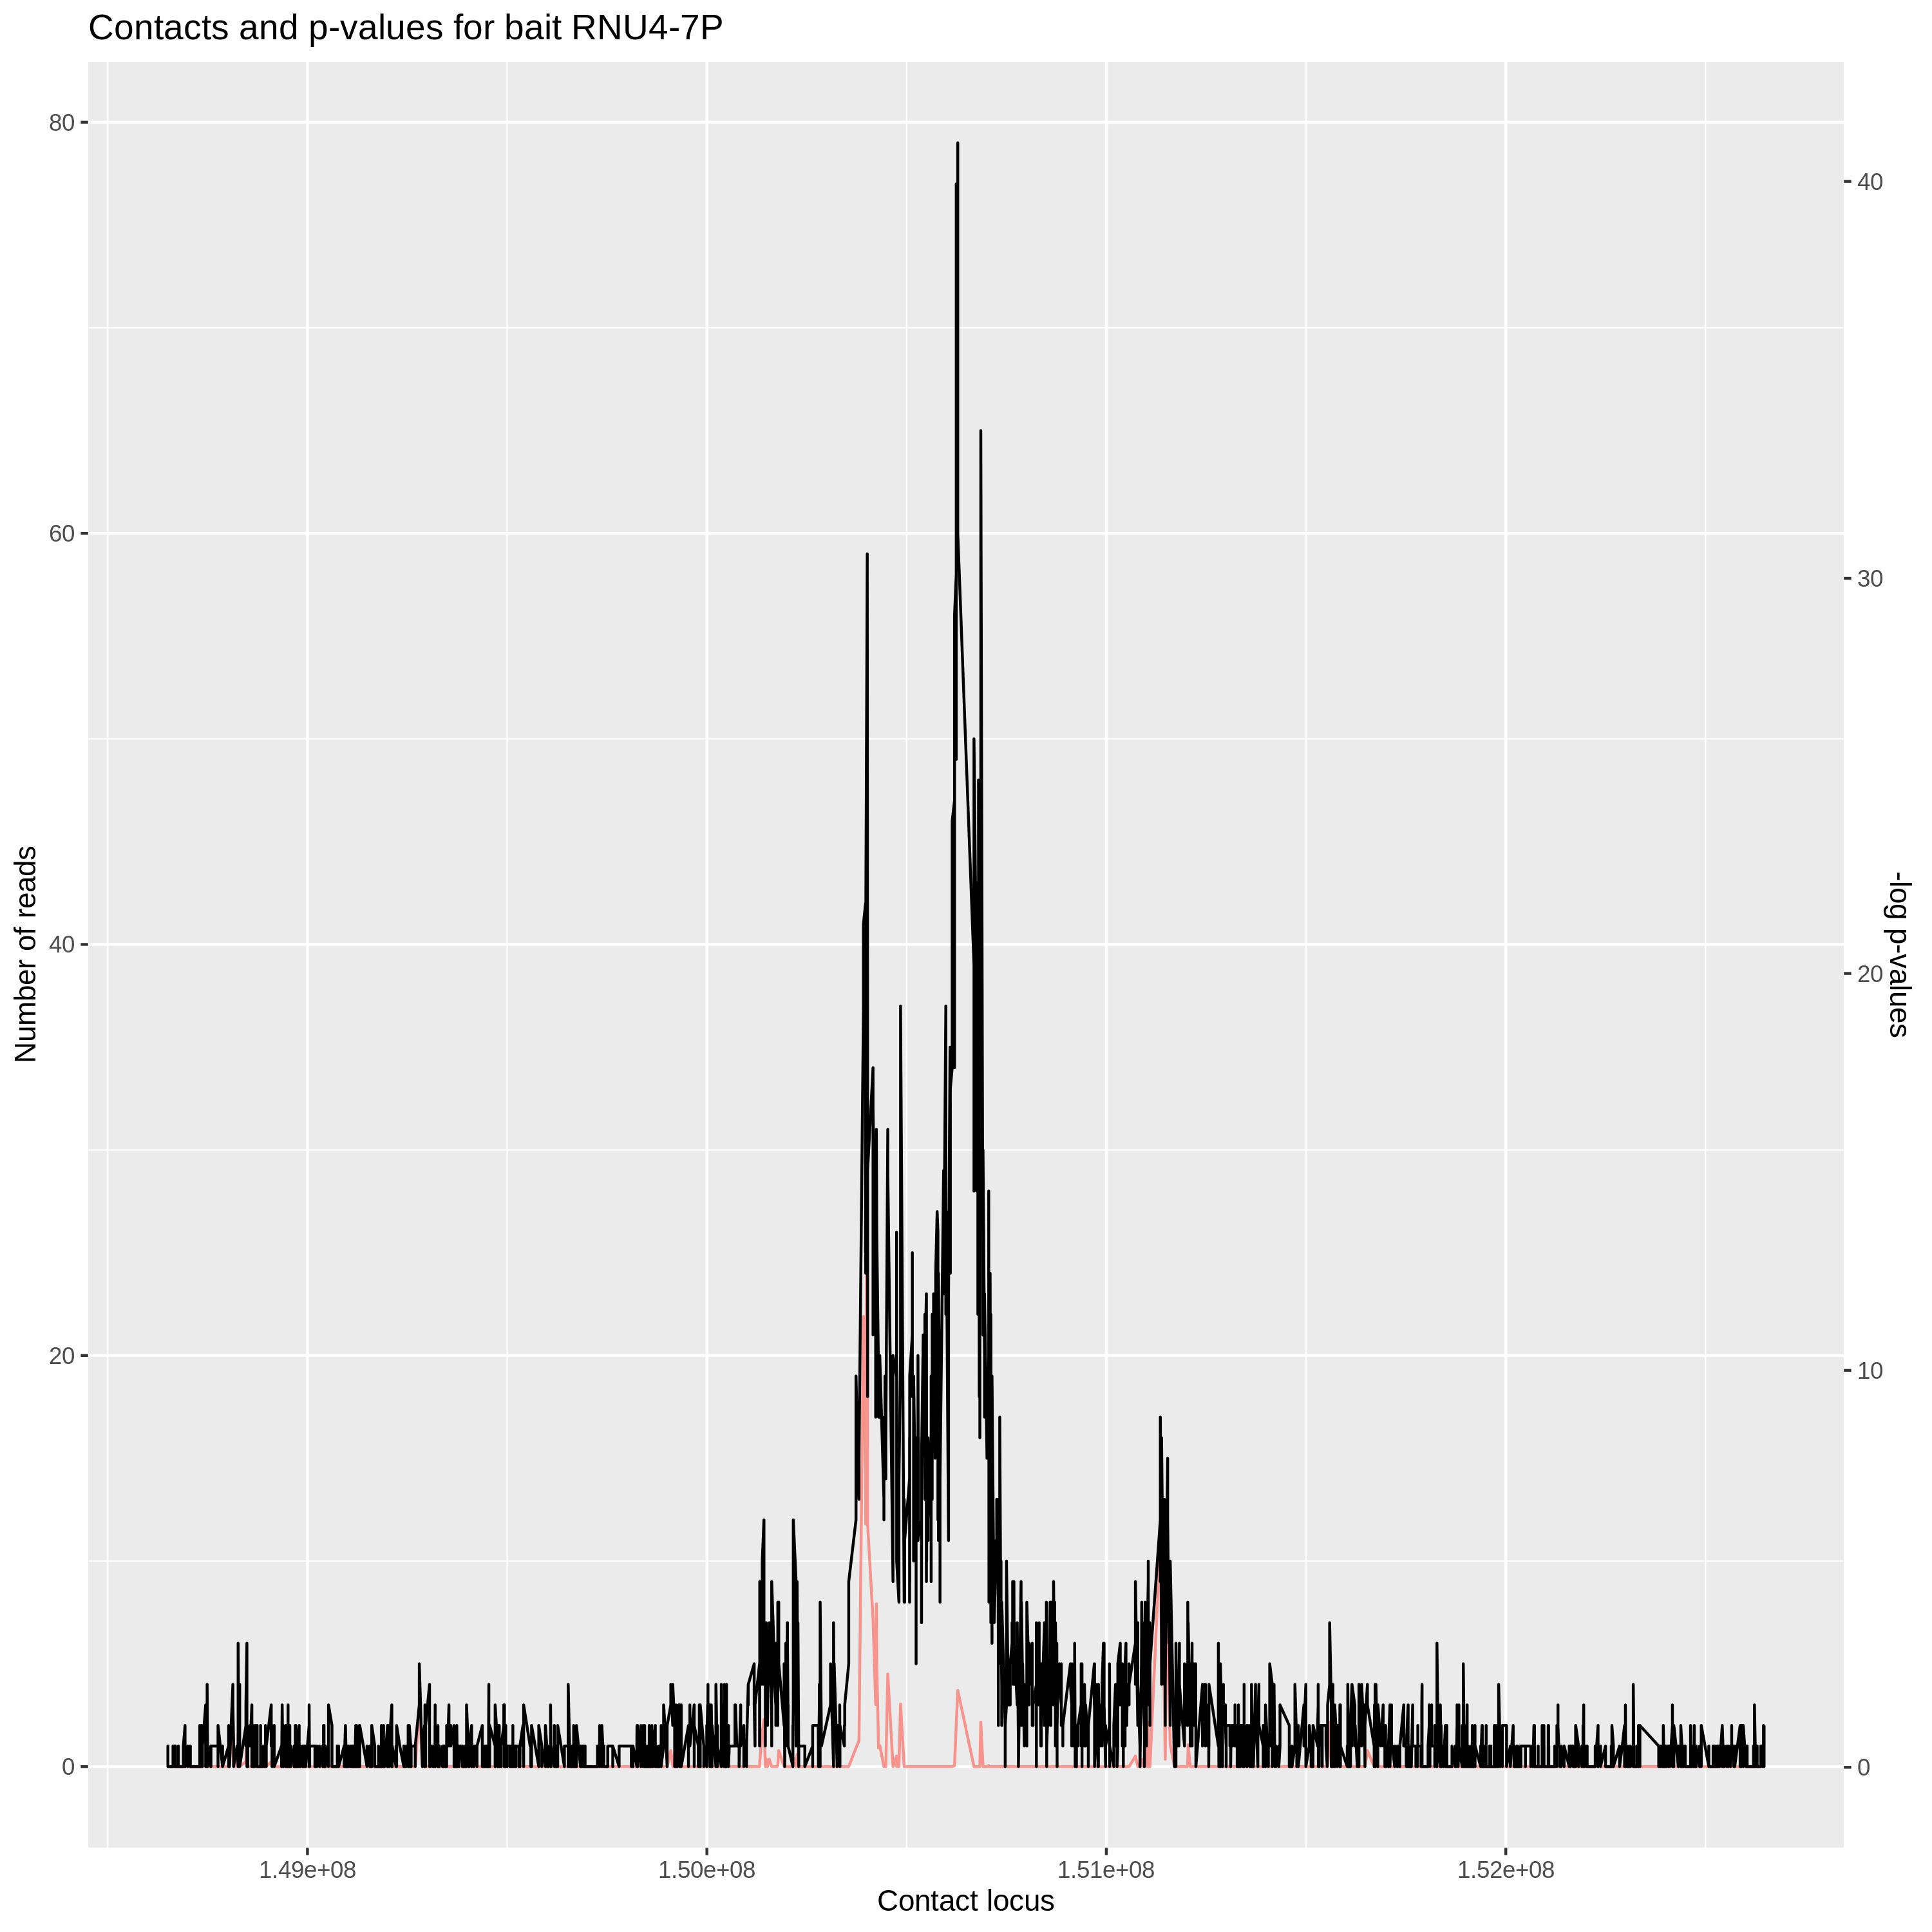 Contacts and p-values for bait RNU4-7P
80
60
40
20
0
Number of reads
40
30
20
10
0
-log p-values
1.49e+08 1.50e+08 1.51e+08 1.52e+08
Contact locus